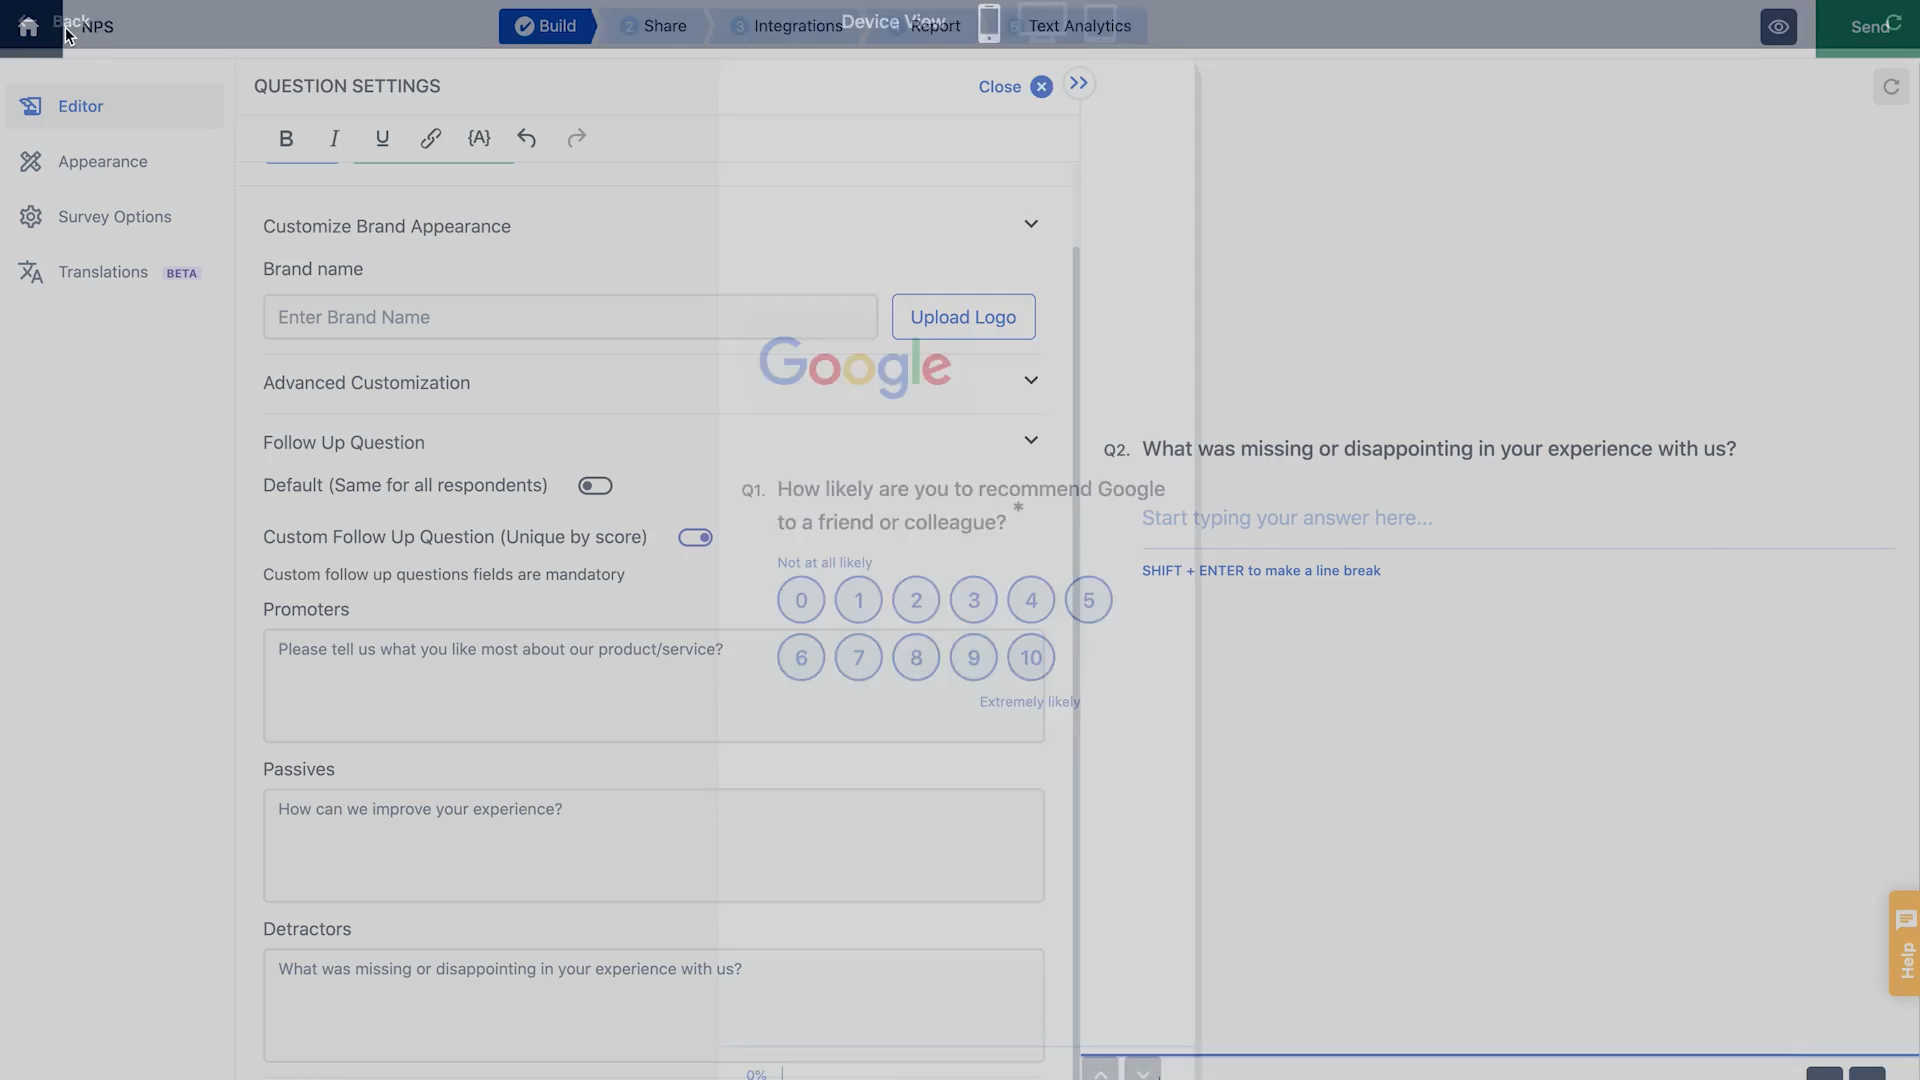 Back
NPS
Build
2 Share
3 Integrations
Device View
Report
5 Text Analytics
Send
QUESTION SETTINGS
Close
Editor
Appearance
Survey Options
Translations BETA
B I U {A}
Customize Brand Appearance
Brand name
Enter Brand Name
Upload Logo
Google
Advanced Customization
Follow Up Question
Default (Same for all respondents)
Custom Follow Up Question (Unique by score)
Custom follow up questions fields are mandatory
Promoters
Please tell us what you like most about our product/service?
Passives
How can we improve your experience?
Detractors
What was missing or disappointing in your experience with us?
Q1. How likely are you to recommend Google
to a friend or colleague? *
Not at all likely
0 1 2 3 4 5
6 7 8 9 10
Extremely likely
0%
Q2. What was missing or disappointing in your experience with us?
Start typing your answer here...
SHIFT + ENTER to make a line break
Help